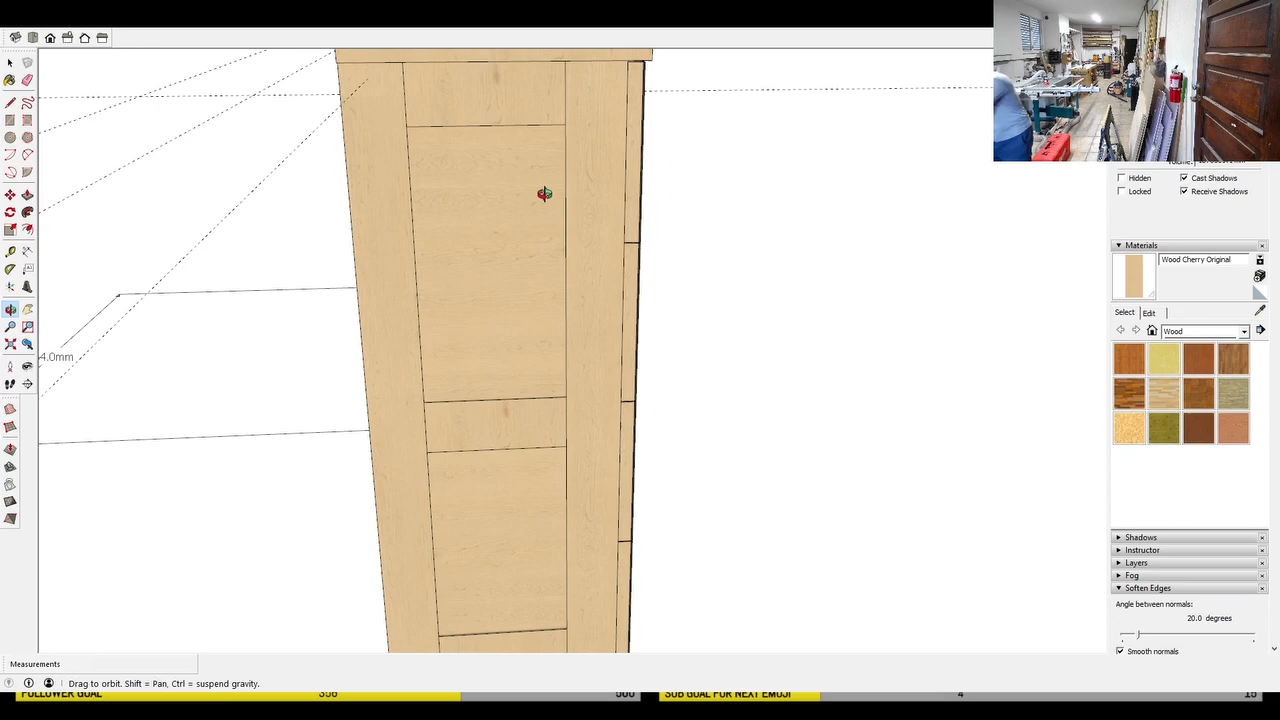 Hidden
Cast Shadows
Locked
Receive Shadows
Materials
Wood Cherry Original
Select
Edit
Wood
4.0mm
Shadows
Instructor
Layers
Fog
Soften Edges
Angle between normals:
20.0 degrees
Smooth normals
Measurements
Drag to orbit. Shift = Pan, Ctrl = suspend gravity.
FOLLOWER GOAL
356
500
SUB GOAL FOR NEXT EMOJI
4
15